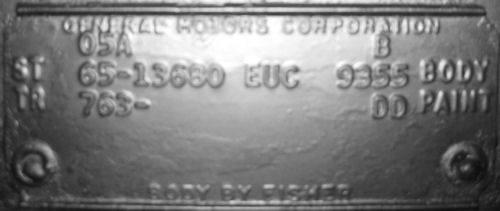 GENERAL MOTORS CORPORATION
05A B
ST 65-13680 EUC 9355 BODY
TR 763- DD PAINT
BODY BY FISHER